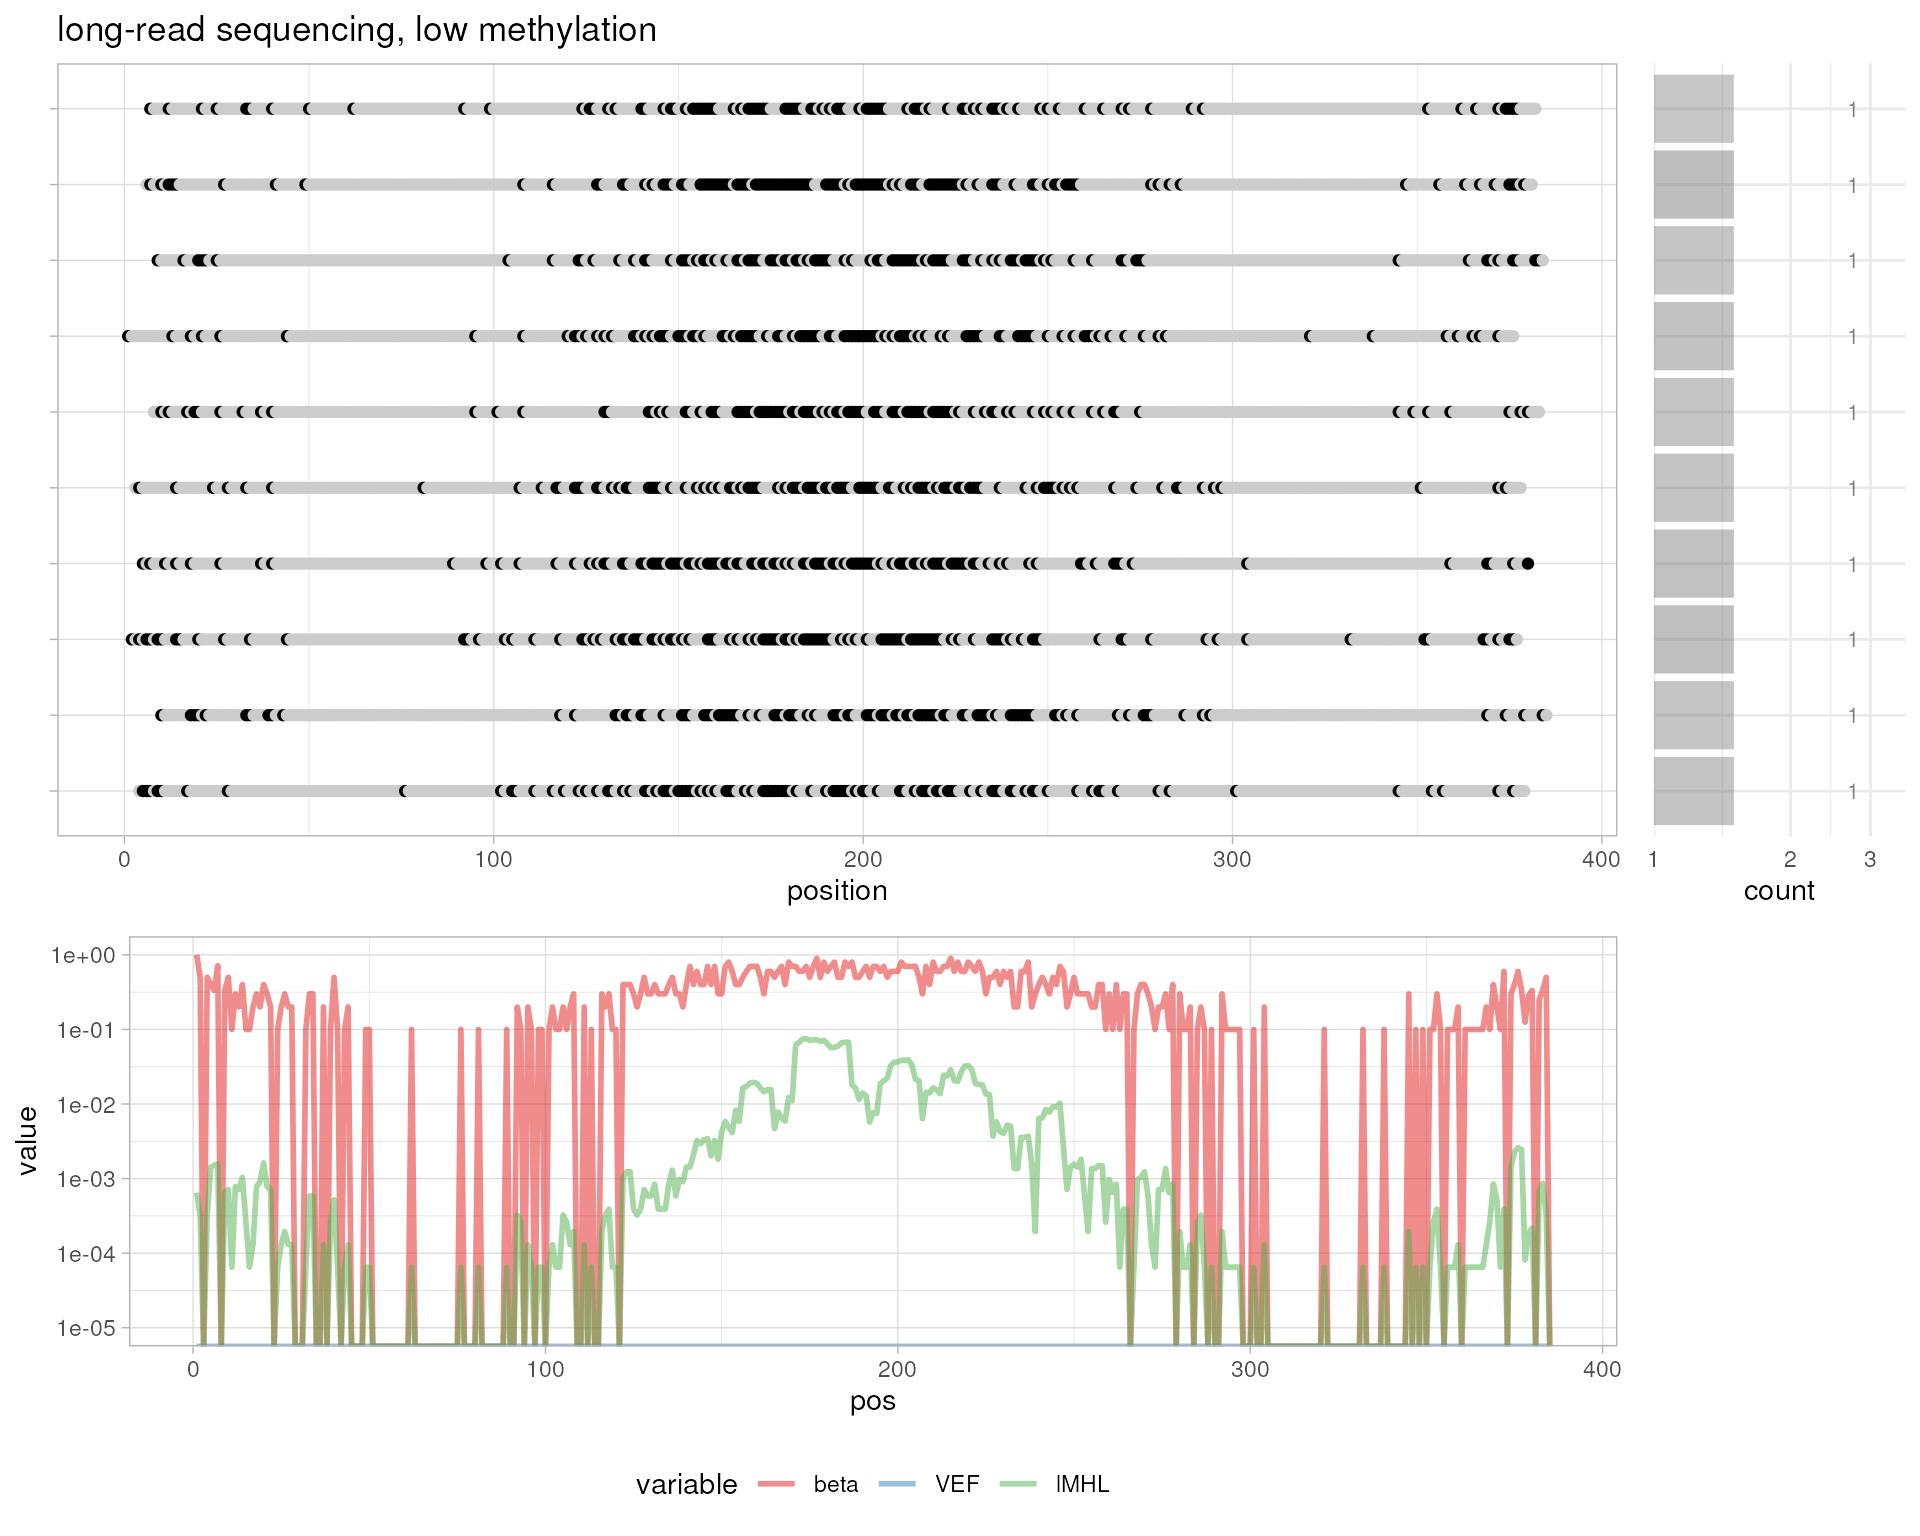 long-read sequencing, low methylation
1
1
1
1
1
1
1
1
1
1
0 100 200 300 400 1 2 3
position count
1e+00
1e-01
1e-02
1e-03
1e-04
1e-05
value
0 100 200 300 400
pos
variable beta VEF lMHL